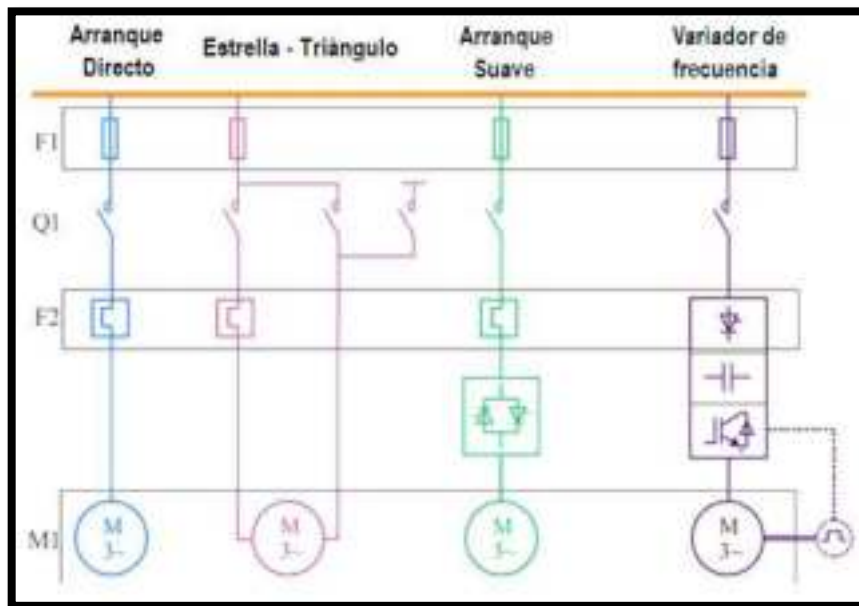 Arranque
Directo
Estrella - Triángulo
Arranque
Suave
Variador de
frecuencia
F1
Q1
F2
M1
M
3~
M
3~
M
3~
M
3~